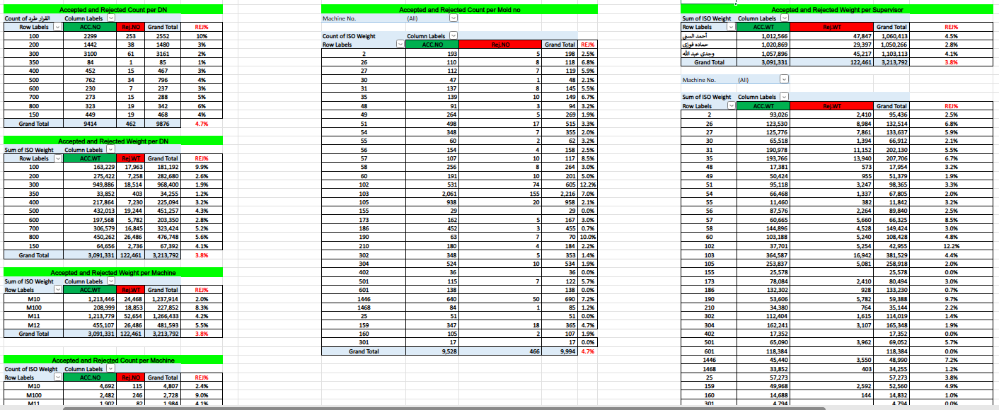 Accepted and Rejected Count per DN
Count of القرار طرد Column Labels
Row Labels ACC.NO Rej.NO Grand Total REJ%
100 2299 253 2552 10%
200 1442 38 1480 3%
300 3100 61 3161 2%
350 84 1 85 1%
400 452 15 467 3%
500 762 34 796 4%
600 230 7 237 3%
700 273 15 288 5%
800 323 19 342 6%
150 449 19 468 4%
Grand Total 9414 462 9876 4.7%
Accepted and Rejected Weight per DN
Sum of ISO Weight Column Labels
Row Labels ACC.WT Rej.WT Grand Total REJ%
100 163,229 17,963 181,192 9.9%
200 275,422 7,258 282,680 2.6%
300 949,886 18,514 968,400 1.9%
350 33,852 403 34,255 1.2%
400 217,864 7,230 225,094 3.2%
500 432,013 19,244 451,257 4.3%
600 197,568 5,782 203,350 2.8%
700 306,579 16,845 323,424 5.2%
800 450,262 26,486 476,748 5.6%
150 64,656 2,736 67,392 4.1%
Grand Total 3,091,331 122,461 3,213,792 3.8%
Accepted and Rejected Weight per Machine
Sum of ISO Weight Column Labels
Row Labels ACC.WT Rej.WT Grand Total REJ%
M10 1,213,446 24,468 1,237,914 2.0%
M100 208,999 18,853 227,852 8.3%
M11 1,213,779 52,654 1,266,433 4.2%
M12 455,107 26,486 481,593 5.5%
Grand Total 3,091,331 122,461 3,213,792 3.8%
Accepted and Rejected Count per Machine
Count of ISO Weight Column Labels
Row Labels ACC.NO Rej.NO Grand Total REJ%
M10 4,692 115 4,807 2.4%
M100 2,482 246 2,728 9.0%
M11 1,902 82 1,984 4.1%
Accepted and Rejected Count per Mold no
Machine No. (All)
Count of ISO Weight Column Labels
Row Labels ACC.NO Rej.NO Grand Total REJ%
2 193 5 198 2.5%
26 110 8 118 6.8%
27 112 7 119 5.9%
30 47 1 48 2.1%
31 137 8 145 5.5%
35 139 10 149 6.7%
48 91 3 94 3.2%
49 264 5 269 1.9%
51 498 17 515 3.3%
54 348 7 355 2.0%
55 60 2 62 3.2%
56 154 4 158 2.5%
57 107 10 117 8.5%
58 256 8 264 3.0%
60 191 10 201 5.0%
102 531 74 605 12.2%
103 2,061 155 2,216 7.0%
105 938 20 958 2.1%
155 29 29 0.0%
173 162 5 167 3.0%
186 452 3 455 0.7%
190 63 7 70 10.0%
210 180 4 184 2.2%
302 348 5 353 1.4%
304 524 10 534 1.9%
402 36 36 0.0%
501 115 7 122 5.7%
601 138 138 0.0%
1446 640 50 690 7.2%
1468 84 1 85 1.2%
25 51 51 0.0%
159 347 18 365 4.7%
160 105 2 107 1.9%
301 17 17 0.0%
Grand Total 9,528 466 9,994 4.7%
Accepted and Rejected Weight per Supervisor
Sum of ISO Weight Column Labels
Row Labels ACC.WT Rej.WT Grand Total REJ%
أحمد السني 1,012,566 47,847 1,060,413 4.5%
حماده فوزى 1,020,869 29,397 1,050,266 2.8%
وجدى عبد الله 1,057,896 45,217 1,103,113 4.1%
Grand Total 3,091,331 122,461 3,213,792 3.8%
Machine No. (All)
Sum of ISO Weight Column Labels
Row Labels ACC.WT Rej.WT Grand Total REJ%
2 93,026 2,410 95,436 2.5%
26 123,530 8,984 132,514 6.8%
27 125,776 7,861 133,637 5.9%
30 65,518 1,394 66,912 2.1%
31 190,978 11,152 202,130 5.5%
35 193,766 13,940 207,706 6.7%
48 17,381 573 17,954 3.2%
49 50,424 955 51,379 1.9%
51 95,118 3,247 98,365 3.3%
54 66,468 1,337 67,805 2.0%
55 11,460 382 11,842 3.2%
56 87,576 2,264 89,840 2.5%
57 60,665 5,660 66,325 8.5%
58 144,896 4,528 149,424 3.0%
60 103,188 5,240 108,428 4.8%
102 37,701 5,254 42,955 12.2%
103 364,587 16,942 381,529 4.4%
105 253,837 5,081 258,918 2.0%
155 25,578 25,578 0.0%
173 78,084 2,410 80,494 3.0%
186 132,302 928 133,230 0.7%
190 53,606 5,782 59,388 9.7%
210 34,380 764 35,144 2.2%
302 112,404 1,615 114,019 1.4%
304 162,241 3,107 165,348 1.9%
402 17,352 17,352 0.0%
501 65,090 3,962 69,052 5.7%
601 118,384 118,384 0.0%
1446 45,440 3,550 48,990 7.2%
1468 33,852 403 34,255 1.2%
25 57,273 57,273 3.8%
159 49,968 2,592 52,560 4.9%
160 14,688 144 14,832 1.0%
301 4,794 4,794 0.0%